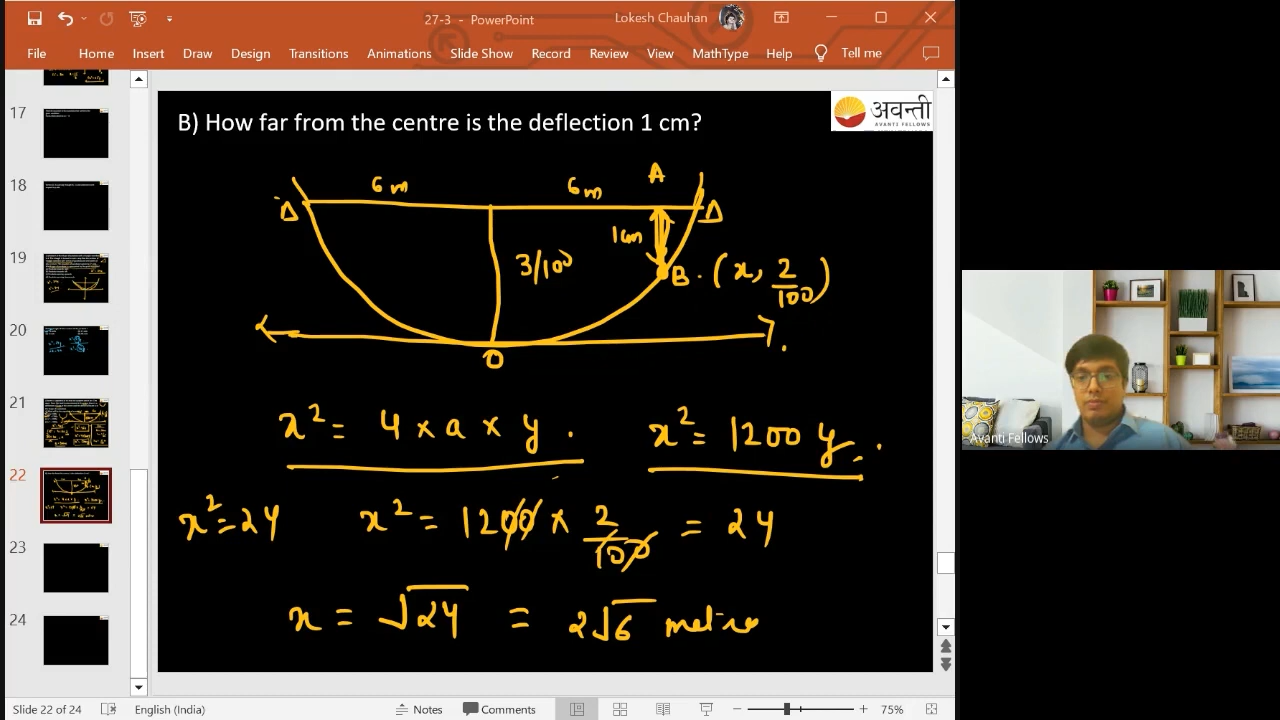 27-3 - PowerPoint
Lokesh Chauhan
File Home Insert Draw Design Transitions Animations Slide Show Record Review View MathType Help Tell me
17
18
19
20
21
22
23
24
B) How far from the centre is the deflection 1 cm?
अवन्ती
AVANTI FELLOWS
6m 6m A
Δ Δ
1cm
3/100
B. (x, 2/100)
O
x² = 4 × a × y . x² = 1200 y .
x² = 24 x² = 1200 × 2/100 = 24
x = √24 = 2√6 metre
Avanti Fellows
Slide 22 of 24 English (India) Notes Comments 75%